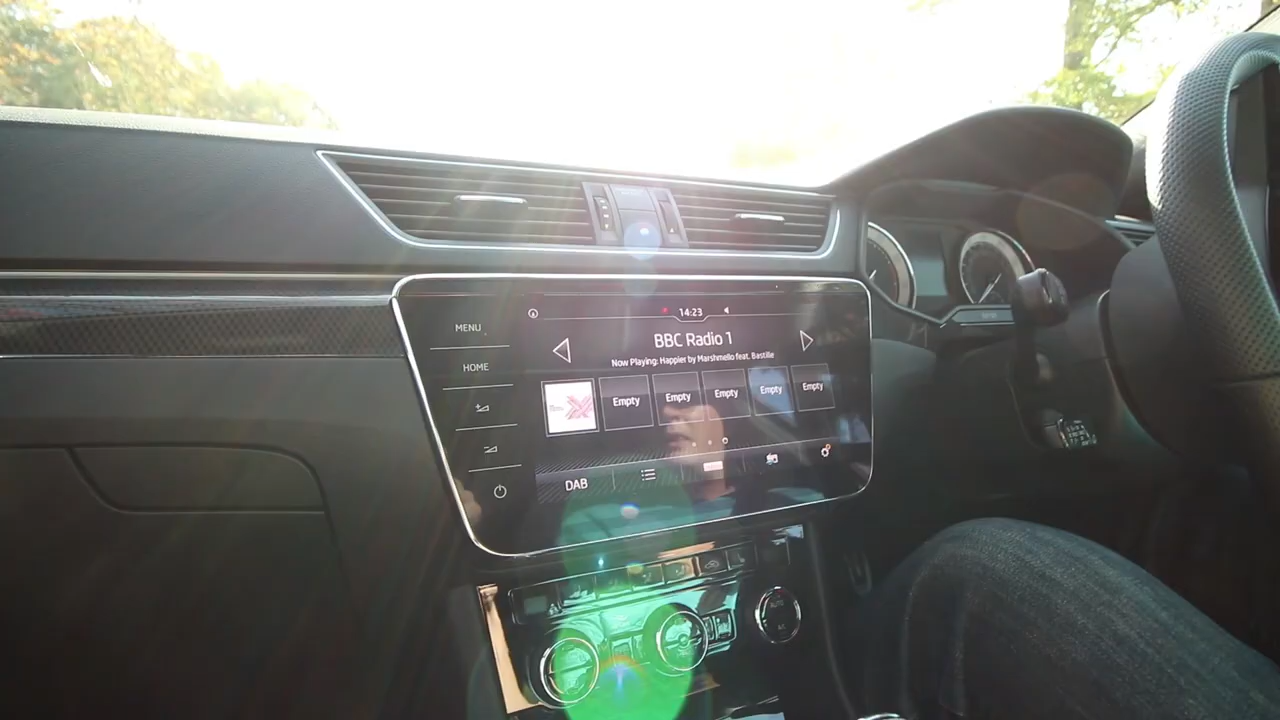 14:23
MENU
BBC Radio 1
HOME
Now Playing: Happier by Marshmello feat. Bastille
Empty
Empty
Empty
Empty
Empty
DAB
AUTO